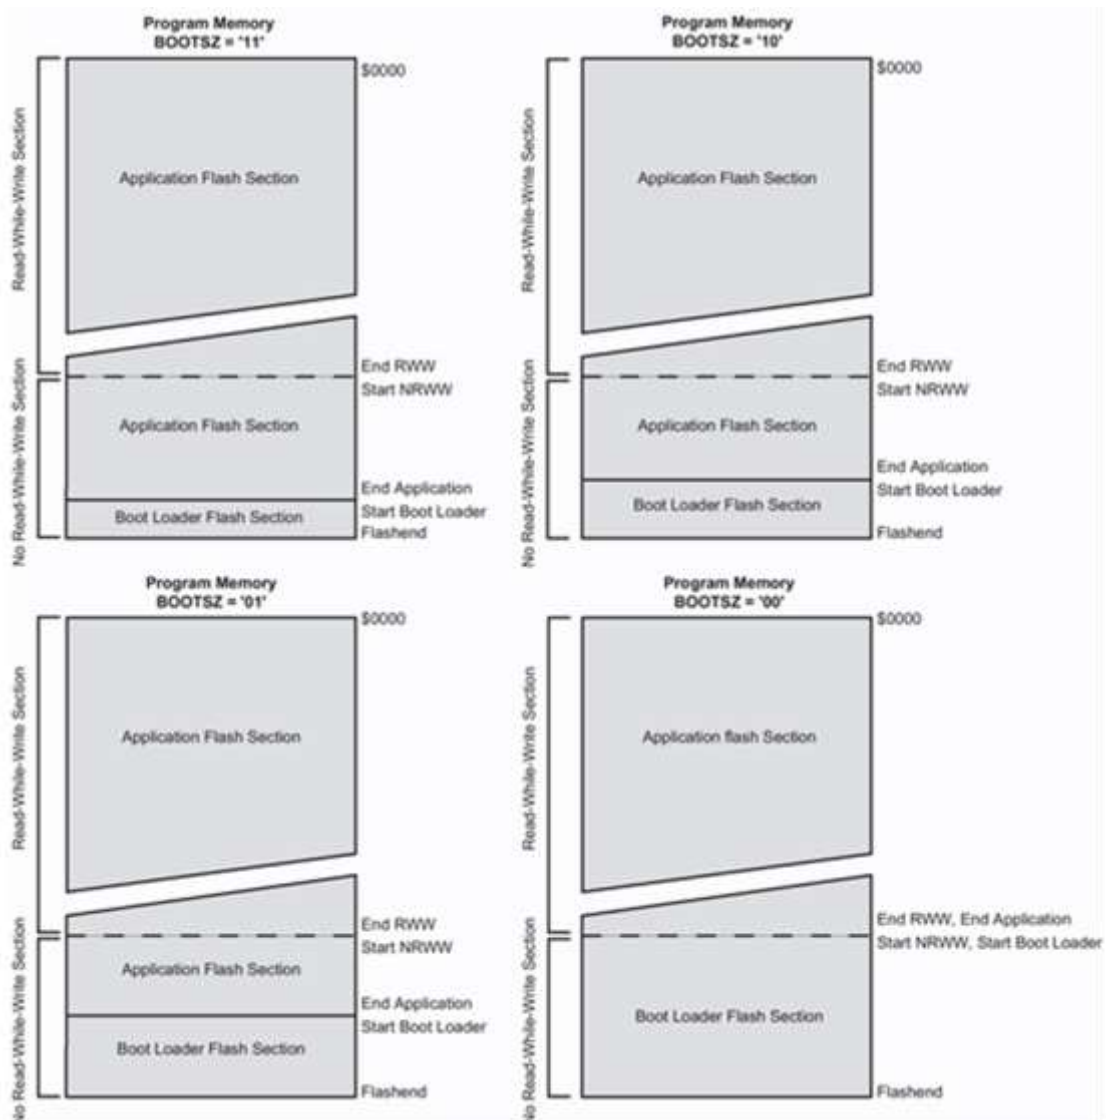 Program Memory
BOOTSZ = '11'
$0000
Read-While-Write Section
Application Flash Section
End RWW
Start NRWW
No Read-While-Write Section
Application Flash Section
End Application
Start Boot Loader
Boot Loader Flash Section
Flashend
Program Memory
BOOTSZ = '10'
$0000
Read-While-Write Section
Application Flash Section
End RWW
Start NRWW
No Read-While-Write Section
Application Flash Section
End Application
Start Boot Loader
Boot Loader Flash Section
Flashend
Program Memory
BOOTSZ = '01'
$0000
Read-While-Write Section
Application Flash Section
End RWW
Start NRWW
No Read-While-Write Section
Application Flash Section
End Application
Start Boot Loader
Boot Loader Flash Section
Flashend
Program Memory
BOOTSZ = '00'
$0000
Read-While-Write Section
Application flash Section
End RWW, End Application
Start NRWW, Start Boot Loader
No Read-While-Write Section
Boot Loader Flash Section
Flashend